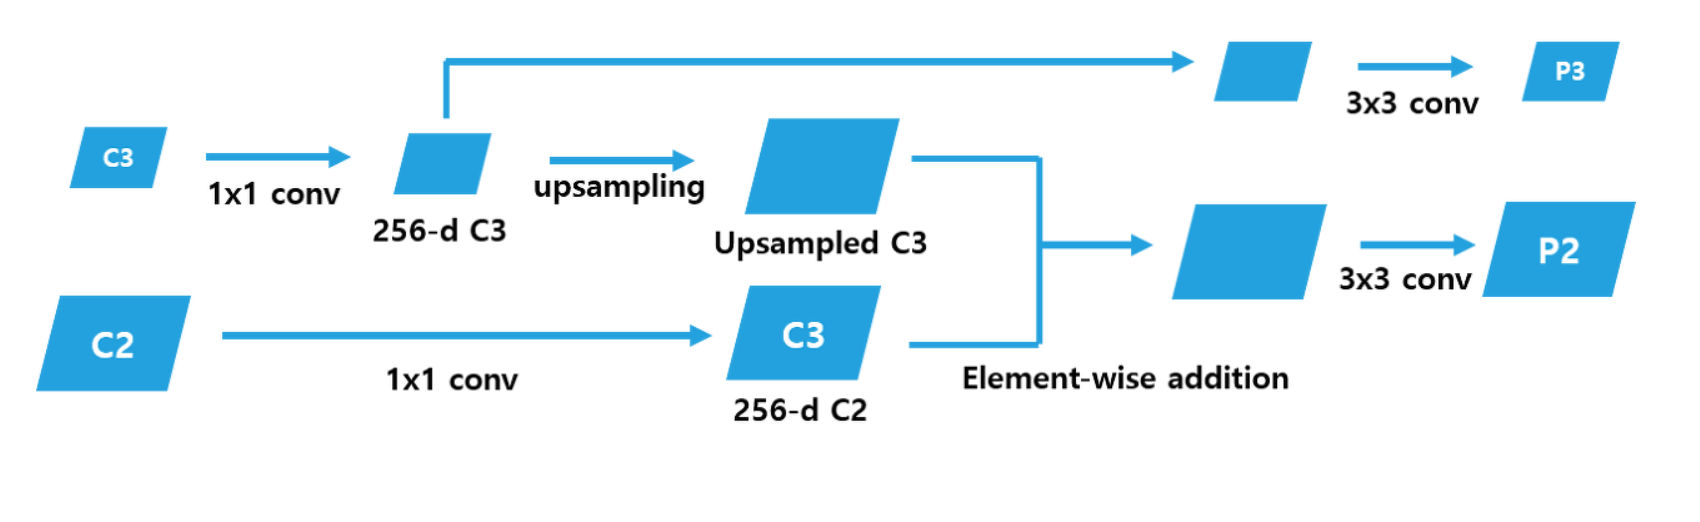 P3
3x3 conv
C3
1x1 conv
upsampling
256-d C3
Upsampled C3
P2
3x3 conv
C2
1x1 conv
C3
256-d C2
Element-wise addition